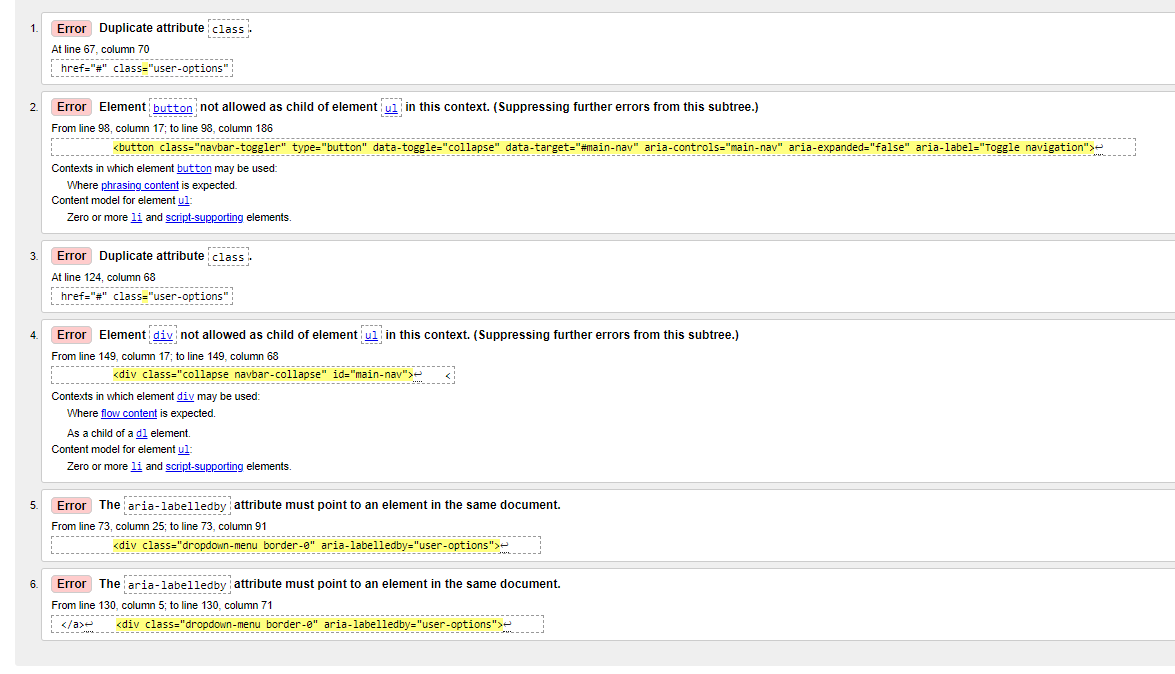 1. Error Duplicate attribute class.
At line 67, column 70
href="#" class="user-options"
2. Error Element button not allowed as child of element ul in this context. (Suppressing further errors from this subtree.)
From line 98, column 17; to line 98, column 186
<button class="navbar-toggler" type="button" data-toggle="collapse" data-target="#main-nav" aria-controls="main-nav" aria-expanded="false" aria-label="Toggle navigation">↩
Contexts in which element button may be used:
Where phrasing content is expected.
Content model for element ul:
Zero or more li and script-supporting elements.
3. Error Duplicate attribute class.
At line 124, column 68
href="#" class="user-options"
4. Error Element div not allowed as child of element ul in this context. (Suppressing further errors from this subtree.)
From line 149, column 17; to line 149, column 68
<div class="collapse navbar-collapse" id="main-nav">↩ <
Contexts in which element div may be used:
Where flow content is expected.
As a child of a dl element.
Content model for element ul:
Zero or more li and script-supporting elements.
5. Error The aria-labelledby attribute must point to an element in the same document.
From line 73, column 25; to line 73, column 91
<div class="dropdown-menu border-0" aria-labelledby="user-options">↩
6. Error The aria-labelledby attribute must point to an element in the same document.
From line 130, column 5; to line 130, column 71
</a>↩ <div class="dropdown-menu border-0" aria-labelledby="user-options">↩